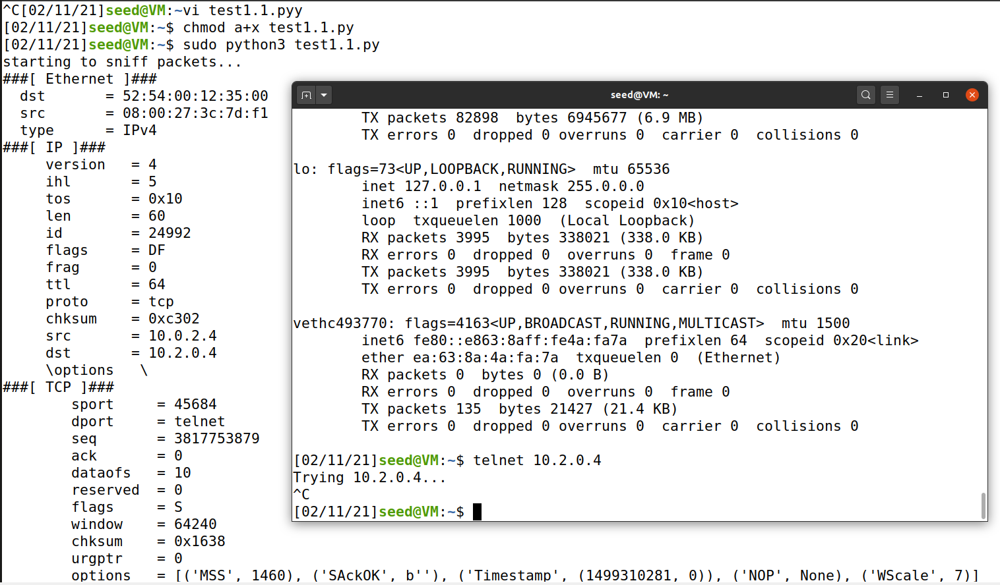 ^C[02/11/21]seed@VM:~vi test1.1.pyy
[02/11/21]seed@VM:~$ chmod a+x test1.1.py
[02/11/21]seed@VM:~$ sudo python3 test1.1.py
starting to sniff packets...
###[ Ethernet ]###
  dst       = 52:54:00:12:35:00
  src       = 08:00:27:3c:7d:f1
  type      = IPv4
###[ IP ]###
     version   = 4
     ihl       = 5
     tos       = 0x10
     len       = 60
     id        = 24992
     flags     = DF
     frag      = 0
     ttl       = 64
     proto     = tcp
     chksum    = 0xc302
     src       = 10.0.2.4
     dst       = 10.2.0.4
     \options   \
###[ TCP ]###
        sport     = 45684
        dport     = telnet
        seq       = 3817753879
        ack       = 0
        dataofs   = 10
        reserved  = 0
        flags     = S
        window    = 64240
        chksum    = 0x1638
        urgptr    = 0
        options   = [('MSS', 1460), ('SAckOK', b''), ('Timestamp', (1499310281, 0)), ('NOP', None), ('WScale', 7)]
seed@VM: ~
        TX packets 82898  bytes 6945677 (6.9 MB)
        TX errors 0  dropped 0 overruns 0  carrier 0  collisions 0
lo: flags=73<UP,LOOPBACK,RUNNING>  mtu 65536
        inet 127.0.0.1  netmask 255.0.0.0
        inet6 ::1  prefixlen 128  scopeid 0x10<host>
        loop  txqueuelen 1000  (Local Loopback)
        RX packets 3995  bytes 338021 (338.0 KB)
        RX errors 0  dropped 0  overruns 0  frame 0
        TX packets 3995  bytes 338021 (338.0 KB)
        TX errors 0  dropped 0 overruns 0  carrier 0  collisions 0
vethc493770: flags=4163<UP,BROADCAST,RUNNING,MULTICAST>  mtu 1500
        inet6 fe80::e863:8aff:fe4a:fa7a  prefixlen 64  scopeid 0x20<link>
        ether ea:63:8a:4a:fa:7a  txqueuelen 0  (Ethernet)
        RX packets 0  bytes 0 (0.0 B)
        RX errors 0  dropped 0  overruns 0  frame 0
        TX packets 135  bytes 21427 (21.4 KB)
        TX errors 0  dropped 0 overruns 0  carrier 0  collisions 0
[02/11/21]seed@VM:~$ telnet 10.2.0.4
Trying 10.2.0.4...
^C
[02/11/21]seed@VM:~$